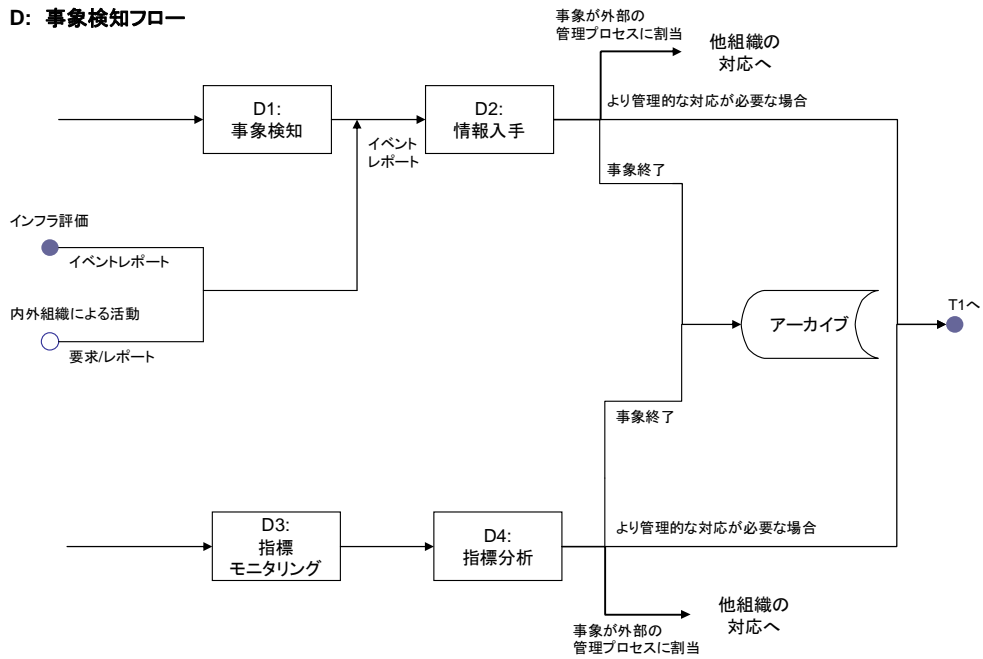 D: 事象検知フロー
事象が外部の
管理プロセスに割当
他組織の
対応へ
D1:
事象検知
D2:
情報入手
より管理的な対応が必要な場合
イベント
レポート
事象終了
インフラ評価
イベントレポート
内外組織による活動
要求/レポート
アーカイブ
T1へ
事象終了
D3:
指標
モニタリング
D4:
指標分析
より管理的な対応が必要な場合
他組織の
対応へ
事象が外部の
管理プロセスに割当